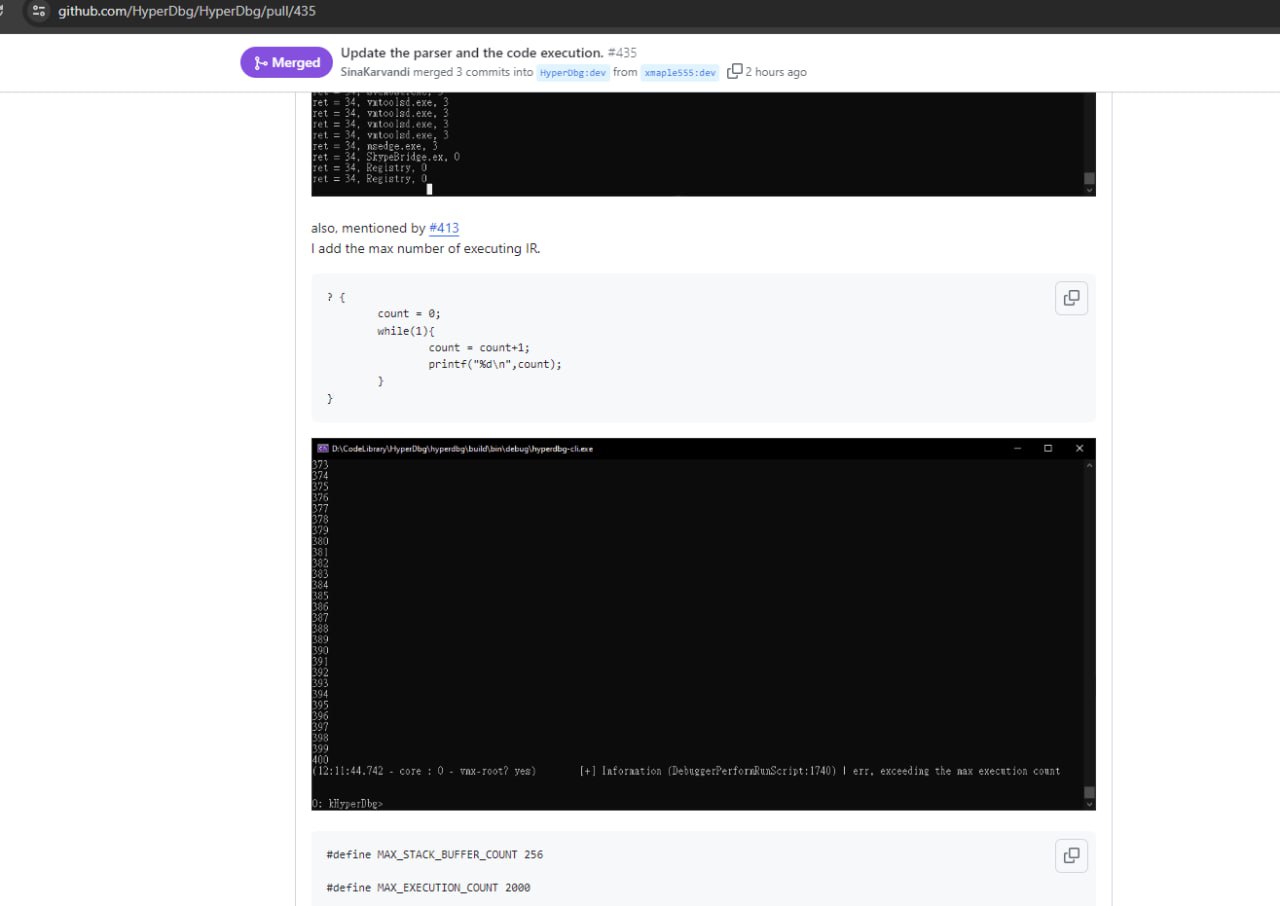 github.com/HyperDbg/HyperDbg/pull/435
Merged
Update the parser and the code execution. #435
SinaKarvandi merged 3 commits into HyperDbg:dev from xmaple555:dev 2 hours ago
ret = 34, vmtoolsd.exe, 3
ret = 34, vmtoolsd.exe, 3
ret = 34, vmtoolsd.exe, 3
ret = 34, vmtoolsd.exe, 3
ret = 34, msedge.exe, 3
ret = 34, SkypeBridge.ex, 0
ret = 34, Registry, 0
ret = 34, Registry, 0
also, mentioned by #413
I add the max number of executing IR.
? {
count = 0;
while(1){
count = count+1;
printf("%d\n",count);
}
}
D:\CodeLibrary\HyperDbg\hyperdbg\build\bin\debug\hyperdbg-cli.exe
373
374
375
376
377
378
379
380
381
382
383
384
385
386
387
388
389
390
391
392
393
394
395
396
397
398
399
400
(12:11:44.742 - core : 0 - vmx-root? yes) [+] Information (DebuggerPerformRunScript:1740) | err, exceeding the max execution count
0: kHyperDbg>
#define MAX_STACK_BUFFER_COUNT 256
#define MAX_EXECUTION_COUNT 2000